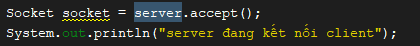 Socket socket = server.accept();
System.out.println("server đang kết nối client");